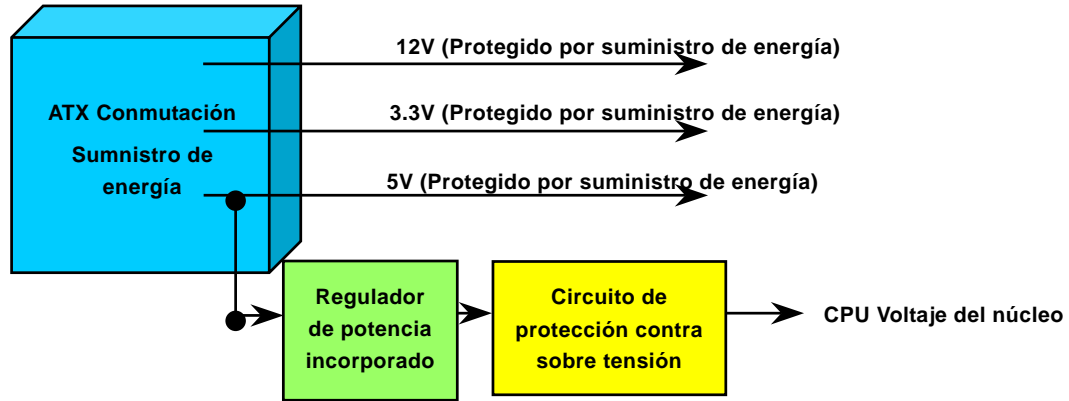 12V (Protegido por suministro de energía)
ATX Conmutación
3.3V (Protegido por suministro de energía)
Sumnistro de
energía
5V (Protegido por suministro de energía)
Regulador
de potencia
incorporado
Circuito de
protección contra
sobre tensión
CPU Voltaje del núcleo